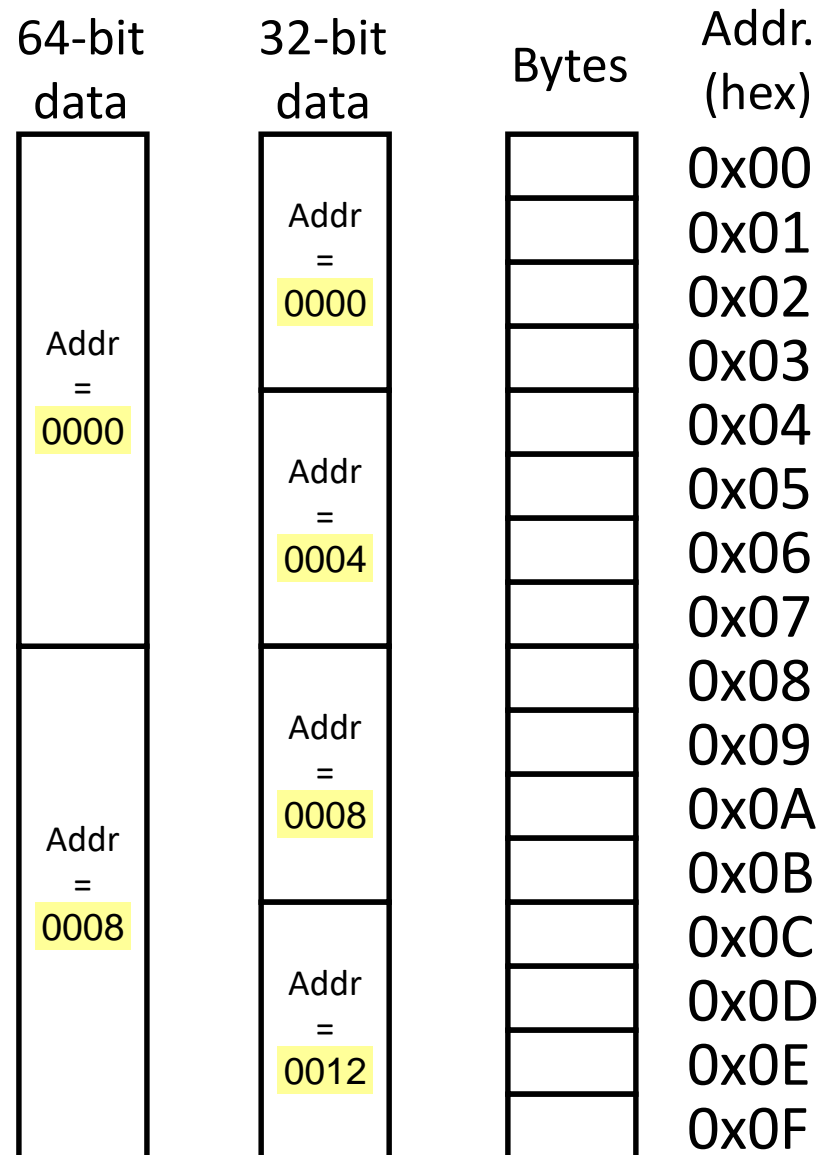 64-bit
data
Addr
=
0000
Addr
=
0008
32-bit
data
Addr
=
0000
Addr
=
0004
Addr
=
0008
Addr
=
0012
Bytes
Addr.
(hex)
0x00
0x01
0x02
0x03
0x04
0x05
0x06
0x07
0x08
0x09
0x0A
0x0B
0x0C
0x0D
0x0E
0x0F